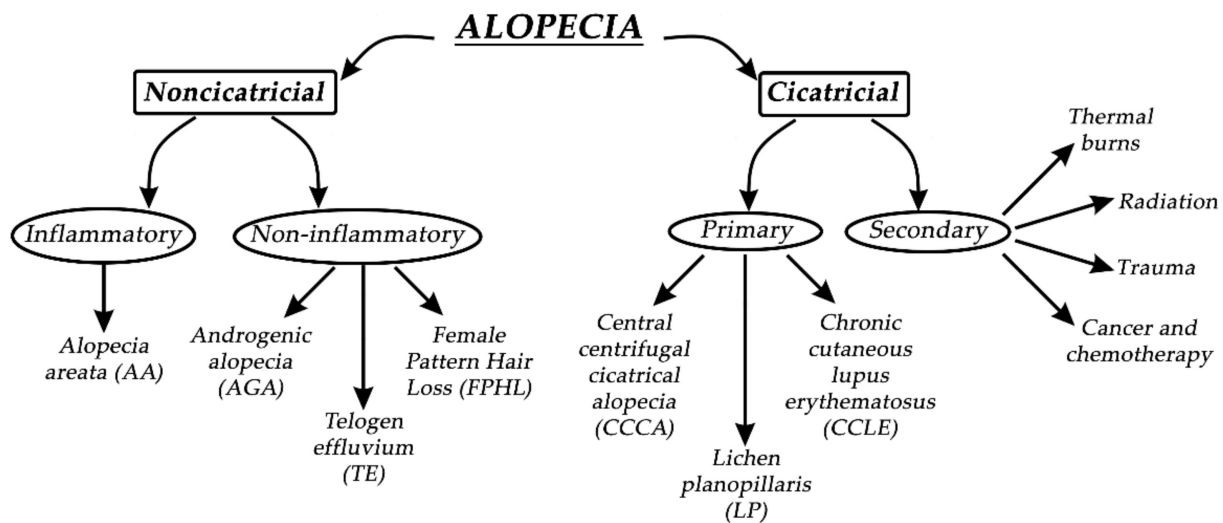 ALOPECIA
Noncicatricial
Cicatricial
Inflammatory
Non-inflammatory
Primary
Secondary
Alopecia
areata (AA)
Androgenic
alopecia
(AGA)
Telogen
effluvium
(TE)
Female
Pattern Hair
Loss (FPHL)
Central
centrifugal
cicatrical
alopecia
(CCCA)
Lichen
planopillaris
(LP)
Chronic
cutaneous
lupus
erythematosus
(CCLE)
Thermal
burns
Radiation
Trauma
Cancer and
chemotherapy